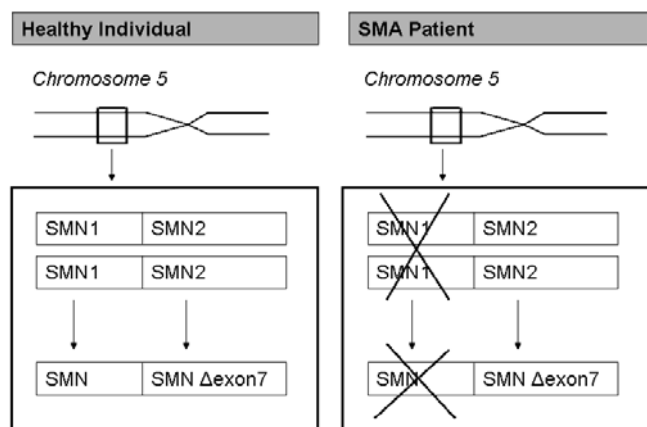 Healthy Individual
Chromosome 5
SMN1 SMN2
SMN1 SMN2
SMN SMN Δexon7
SMA Patient
Chromosome 5
SMN1 SMN2
SMN1 SMN2
SMN SMN Δexon7